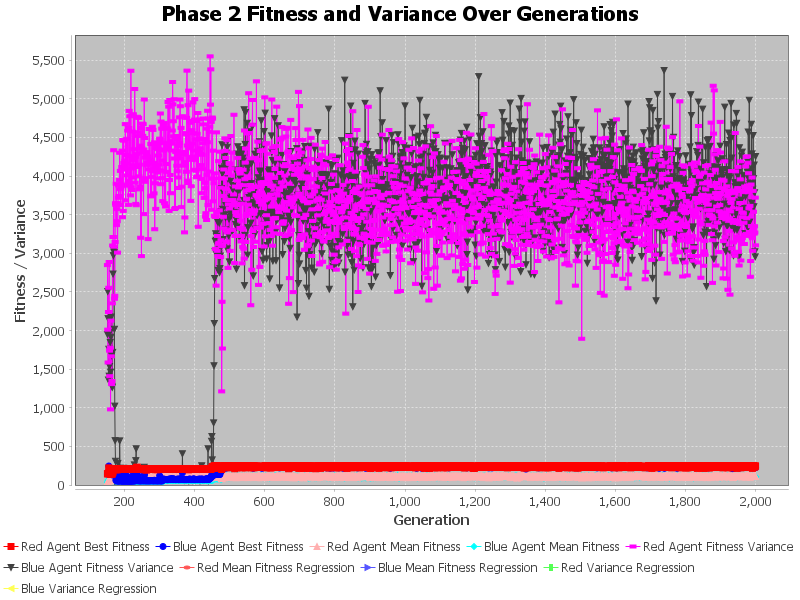 Phase 2 Fitness and Variance Over Generations
5,500
5,000
4,500
4,000
3,500
3,000
2,500
2,000
1,500
1,000
500
0
Fitness / Variance
200 400 600 800 1,000 1,200 1,400 1,600 1,800 2,000
Generation
Red Agent Best Fitness Blue Agent Best Fitness Red Agent Mean Fitness Blue Agent Mean Fitness Red Agent Fitness Variance
Blue Agent Fitness Variance Red Mean Fitness Regression Blue Mean Fitness Regression Red Variance Regression
Blue Variance Regression